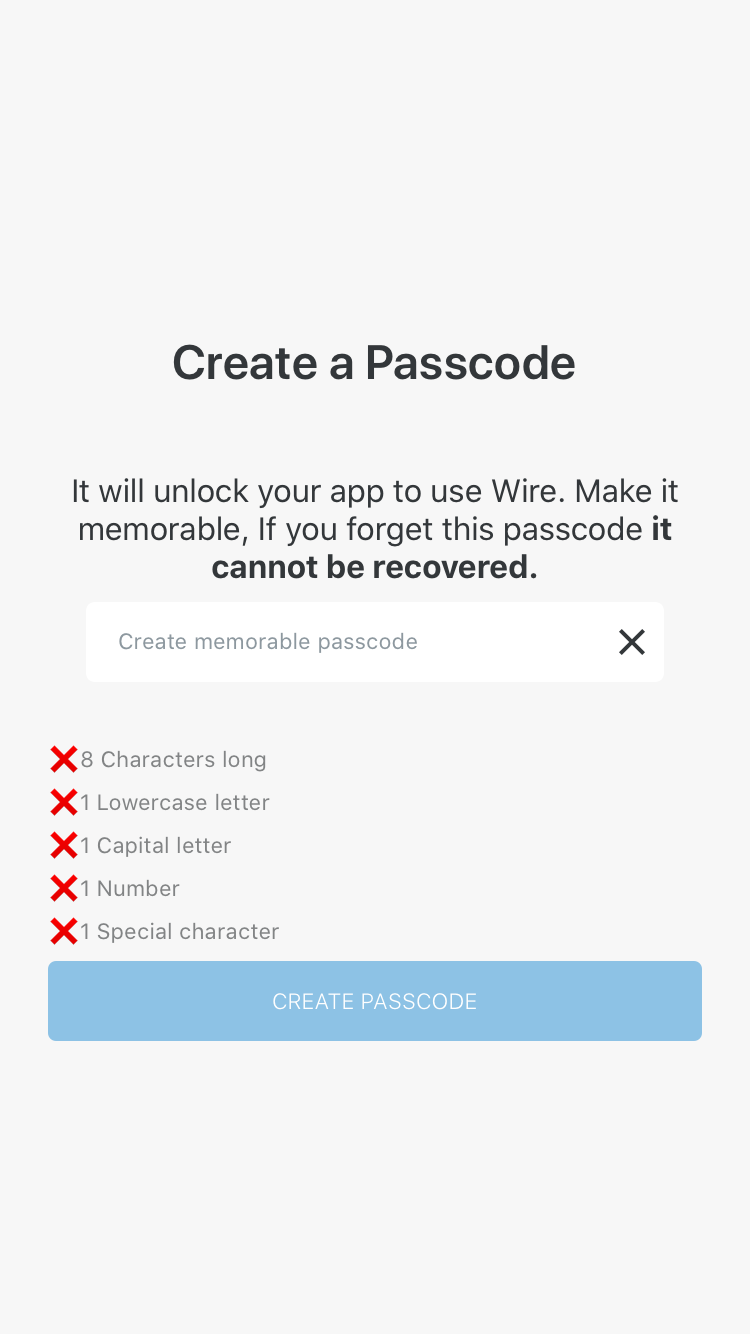 Create a Passcode
It will unlock your app to use Wire. Make it
memorable, If you forget this passcode it
cannot be recovered.
Create memorable passcode
8 Characters long
1 Lowercase letter
1 Capital letter
1 Number
1 Special character
CREATE PASSCODE